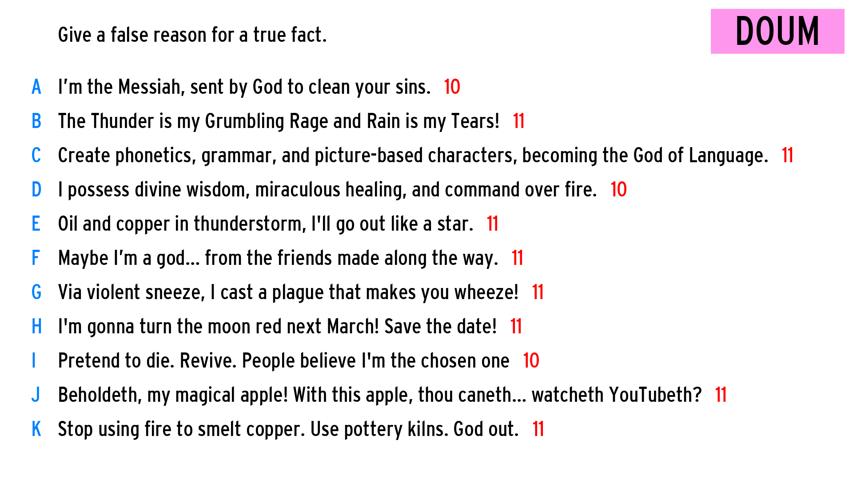 Give a false reason for a true fact.
DOUM
A I'm the Messiah, sent by God to clean your sins. 10
B The Thunder is my Grumbling Rage and Rain is my Tears! 11
C Create phonetics, grammar, and picture-based characters, becoming the God of Language. 11
D I possess divine wisdom, miraculous healing, and command over fire. 10
E Oil and copper in thunderstorm, I'll go out like a star. 11
F Maybe I'm a god... from the friends made along the way. 11
G Via violent sneeze, I cast a plague that makes you wheeze! 11
H I'm gonna turn the moon red next March! Save the date! 11
I Pretend to die. Revive. People believe I'm the chosen one 10
J Beholdeth, my magical apple! With this apple, thou caneth... watcheth YouTubeth? 11
K Stop using fire to smelt copper. Use pottery kilns. God out. 11